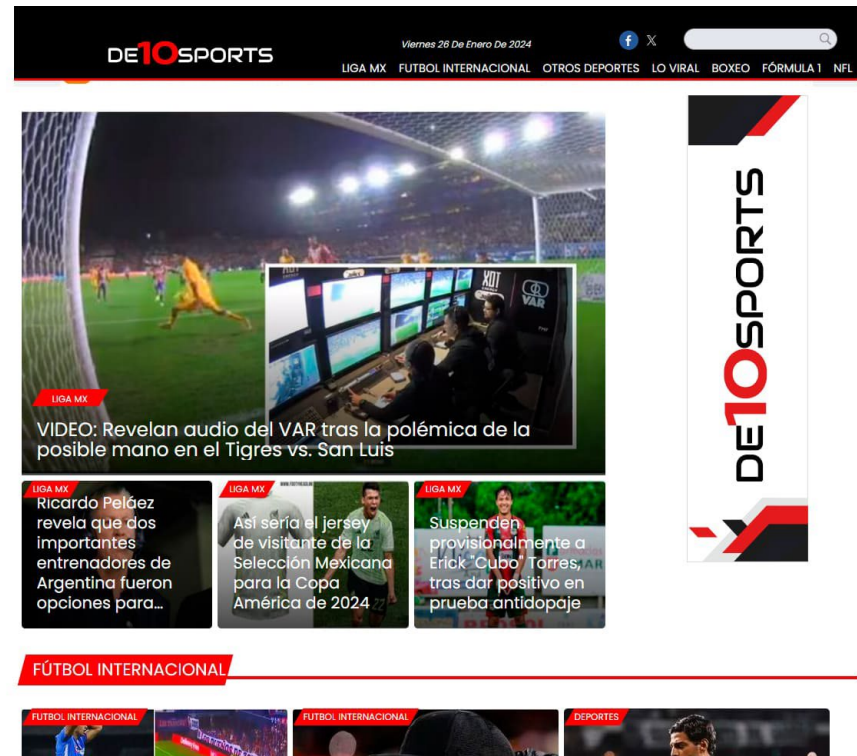 DE10SPORTS
Viernes 26 De Enero De 2024
LIGA MX FUTBOL INTERNACIONAL OTROS DEPORTES LO VIRAL BOXEO FÓRMULA 1 NFL
XDT
VAR
LIGA MX
VIDEO: Revelan audio del VAR tras la polémica de la
posible mano en el Tigres vs. San Luis
LIGA MX
Ricardo Peláez
revela que dos
importantes
entrenadores de
Argentina fueron
opciones para...
LIGA MX
Así sería el jersey
de visitante de la
Selección Mexicana
para la Copa
América de 2024
LIGA MX
Suspenden
provisionalmente a
Erick "Cubo" Torres,
tras dar positivo en
prueba antidopaje
DE10SPORTS
FÚTBOL INTERNACIONAL
FUTBOL INTERNACIONAL
FUTBOL INTERNACIONAL
DEPORTES